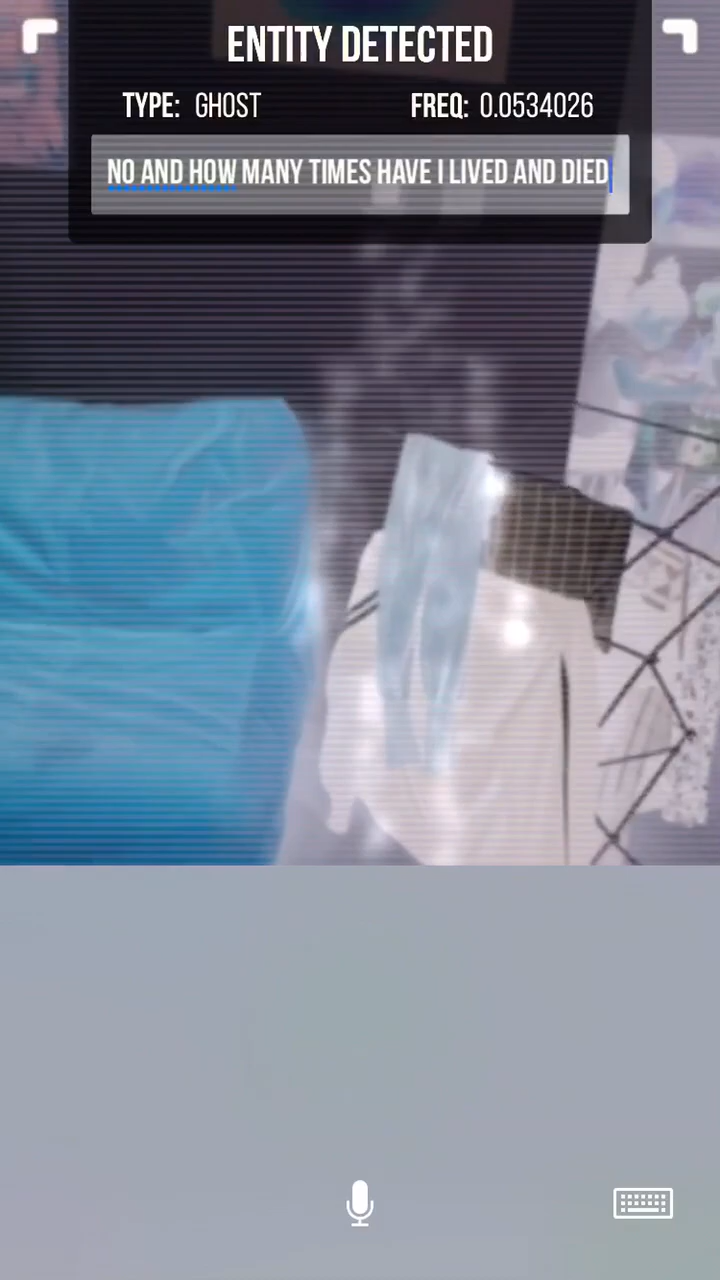 ENTITY DETECTED
TYPE: GHOST FREQ: 0.0534026
NO AND HOW MANY TIMES HAVE I LIVED AND DIED